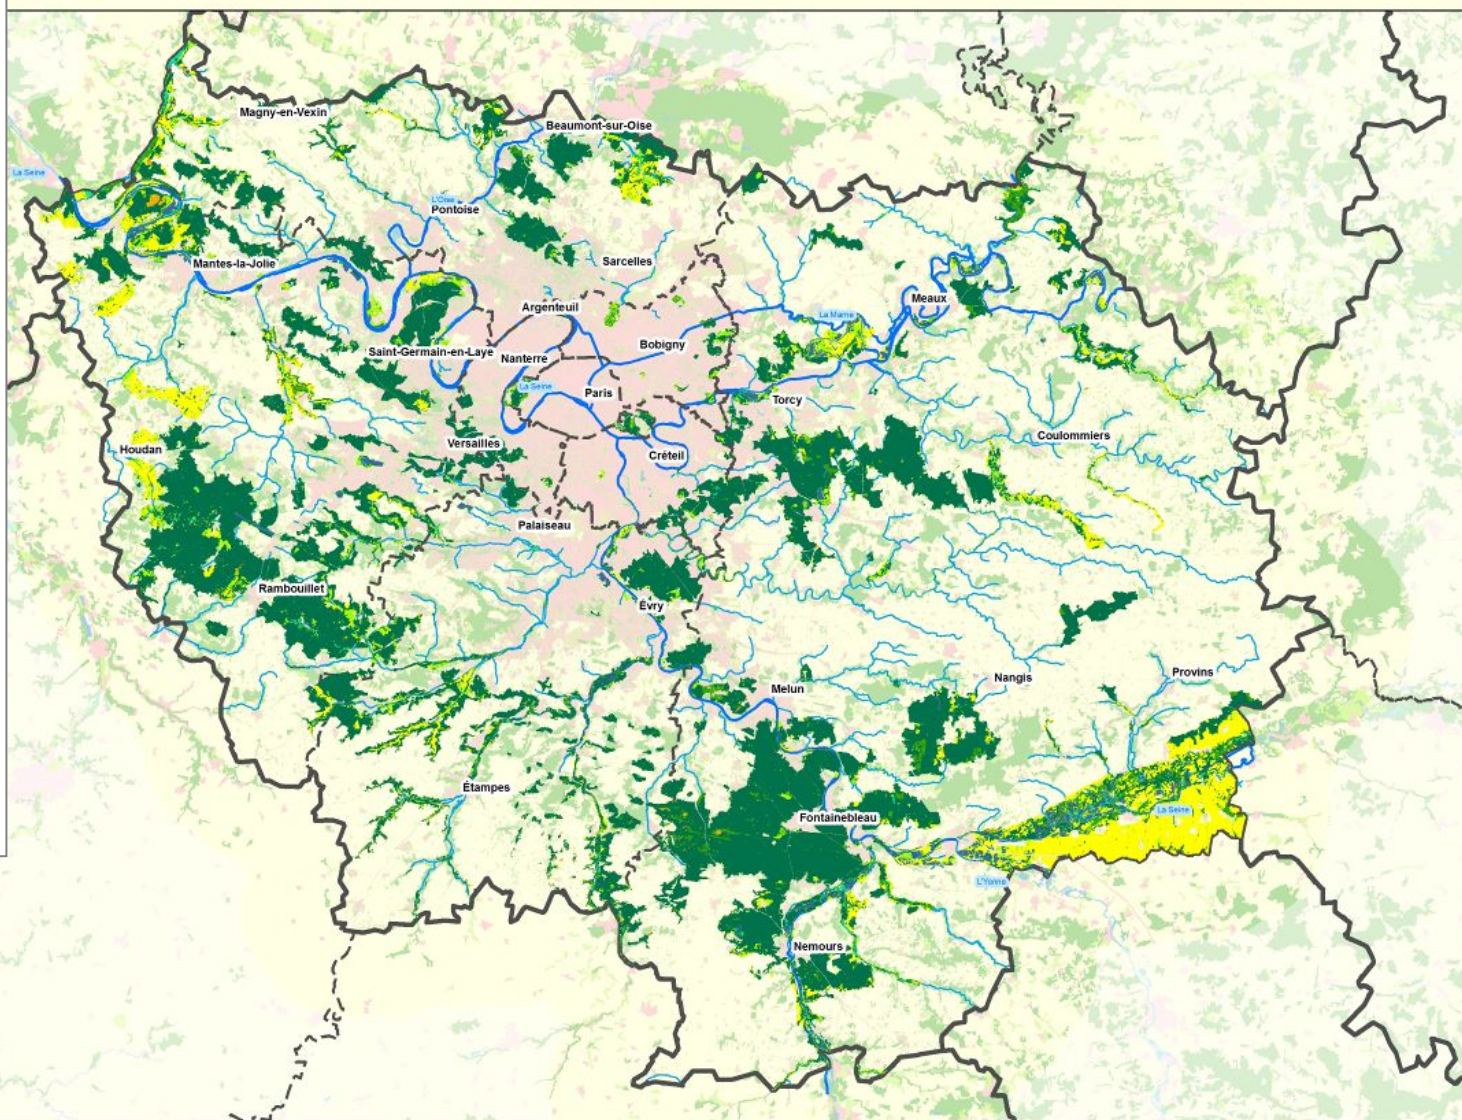 Magny-en-Vexin
Beaumont-sur-Oise
La Seine
L'Oise
Pontoise
Mantes-la-Jolie
Sarcelles
Meaux
Argenteuil
La Marne
Saint-Germain-en-Laye
Nanterre
Bobigny
La Seine
Paris
Torcy
Houdan
Versailles
Créteil
Coulommiers
Palaiseau
Rambouillet
Évry
Nangis
Provins
Melun
Étampes
Fontainebleau
La Seine
L'Yonne
Nemours